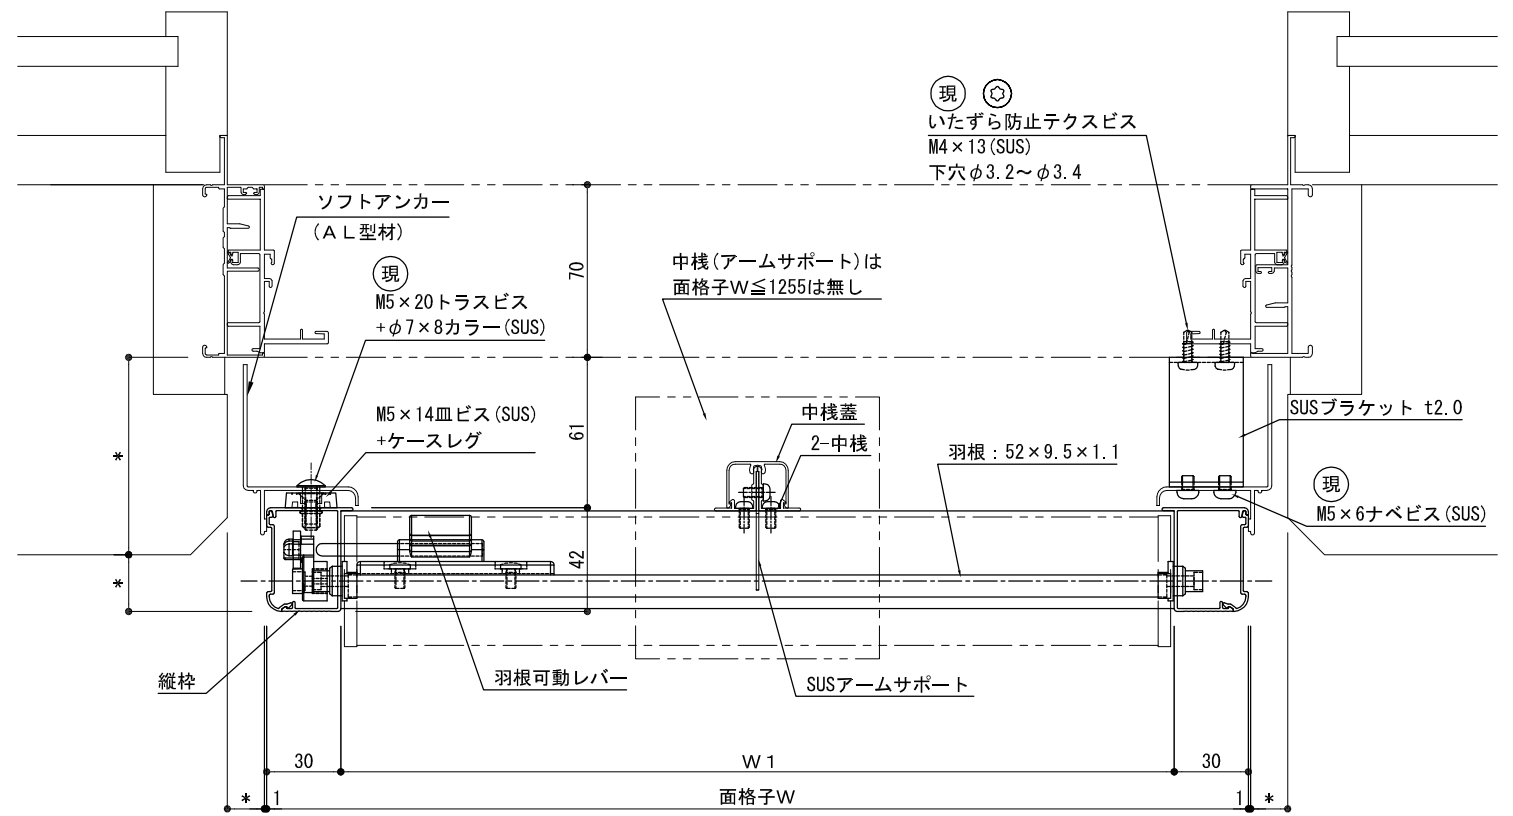 現
いたずら防止テクスビス
M4×13(SUS)
下穴φ3.2～φ3.4
ソフトアンカー
(ＡＬ型材)
現
M5×20トラスビス
+φ7×8カラー(SUS)
中桟(アームサポート)は
面格子W≦1255は無し
70
M5×14皿ビス(SUS)
+ケースレグ
中桟蓋
2-中桟
61
羽根：52×9.5×1.1
SUSブラケット t2.0
*
現
M5×6ナベビス(SUS)
42
*
縦枠
羽根可動レバー
SUSアームサポート
30
W1
30
*
1
面格子W
1
*